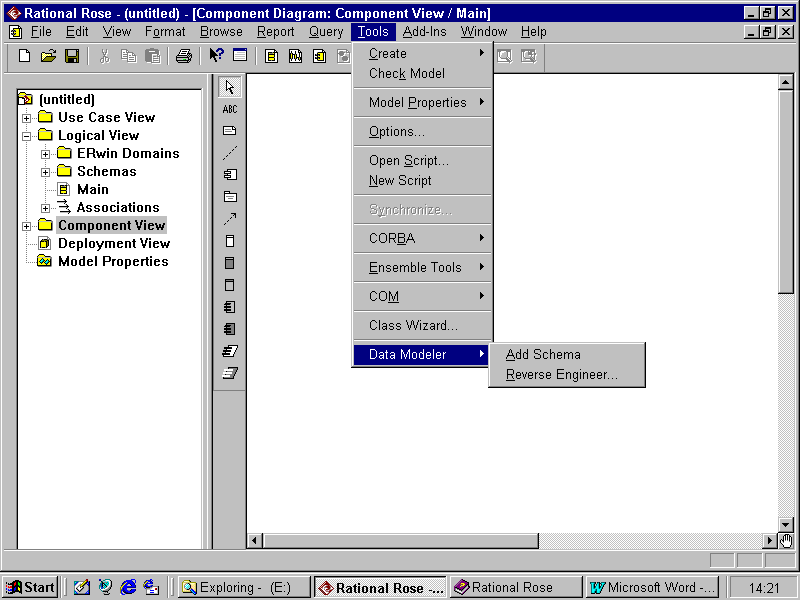 Rational Rose - (untitled) - [Component Diagram: Component View / Main]
File Edit View Format Browse Report Query Tools Add-Ins Window Help
(untitled)
Use Case View
Logical View
ERwin Domains
Schemas
Main
Associations
Component View
Deployment View
Model Properties
ABC
Create
Check Model
Model Properties
Options...
Open Script...
New Script
Synchronize...
CORBA
Ensemble Tools
COM
Class Wizard...
Data Modeler
Add Schema
Reverse Engineer...
Start Exploring - (E:) Rational Rose -... Rational Rose Microsoft Word -... 14:21